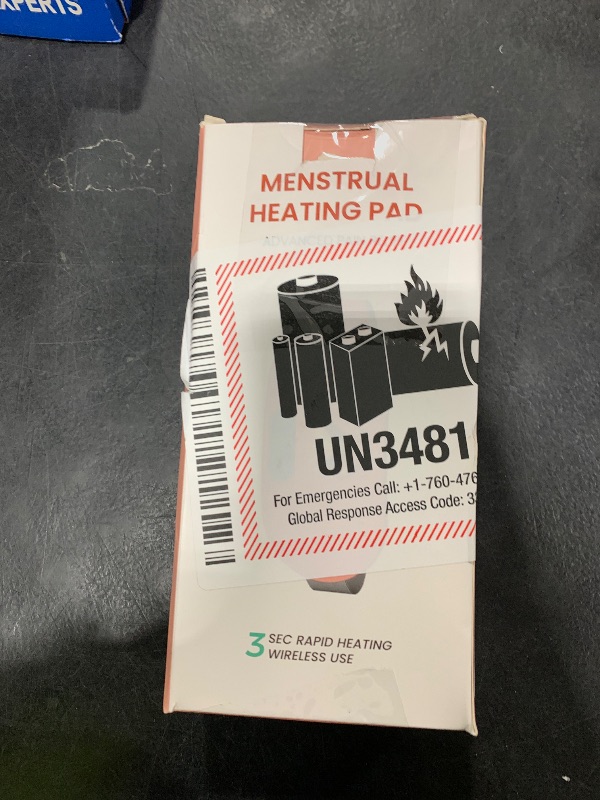 XPERTS
MENSTRUAL
HEATING PAD
UN3481
For Emergencies Call: +1-760-476
Global Response Access Code: 3
3 SEC RAPID HEATING
WIRELESS USE